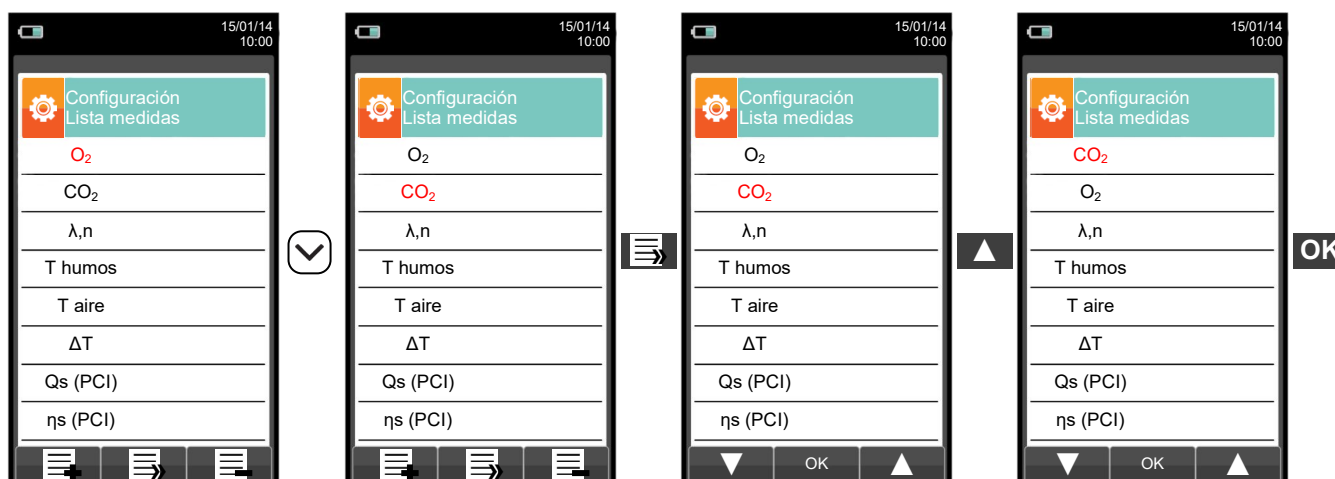 15/01/14
10:00
Configuración
Lista medidas
O₂
CO₂
λ,n
T humos
T aire
ΔT
Qs (PCI)
ηs (PCI)
15/01/14
10:00
Configuración
Lista medidas
O₂
CO₂
λ,n
T humos
T aire
ΔT
Qs (PCI)
ηs (PCI)
15/01/14
10:00
Configuración
Lista medidas
O₂
CO₂
λ,n
T humos
T aire
ΔT
Qs (PCI)
ηs (PCI)
OK
15/01/14
10:00
Configuración
Lista medidas
CO₂
O₂
λ,n
T humos
T aire
ΔT
Qs (PCI)
ηs (PCI)
OK
OK